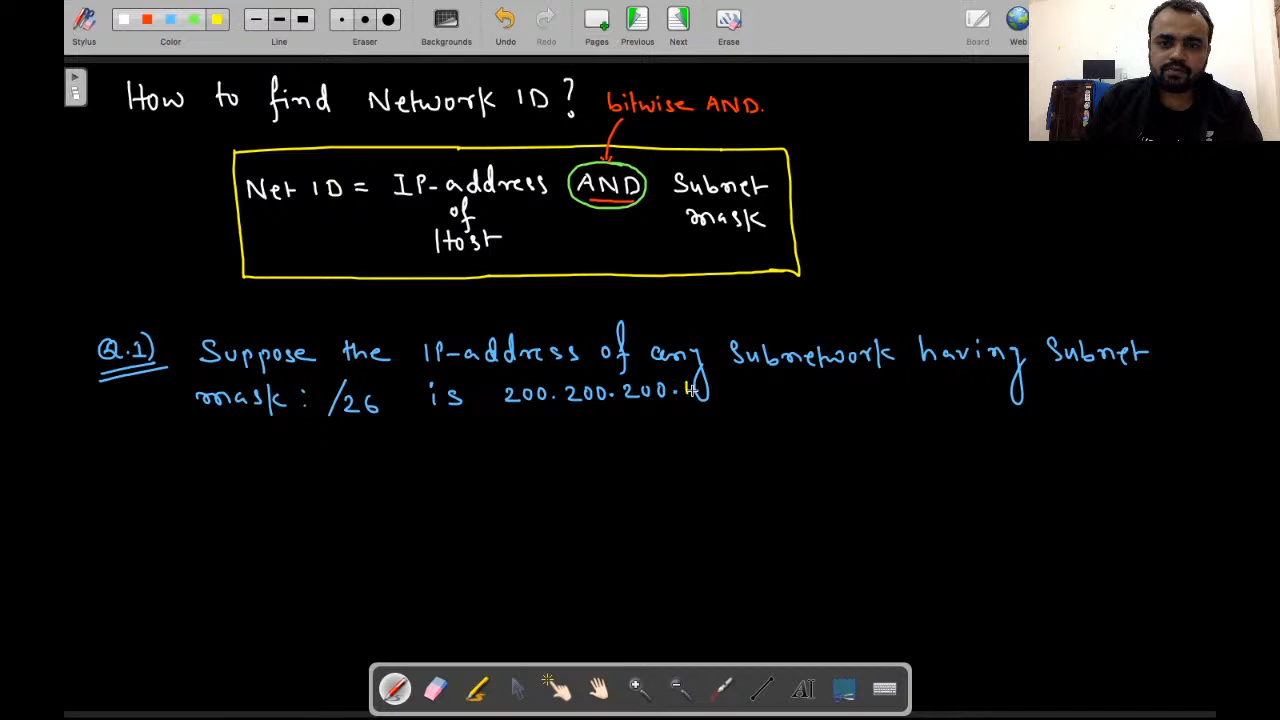 Stylus Color Line Eraser Backgrounds Undo Redo Pages Previous Next Erase Board Web
How to find Network ID? bitwise AND.
Net ID = IP-address AND Subnet
of mask
Host
Q.1) Suppose the IP-address of any Subnetwork having Subnet
mask: /26 is 200.200.200.